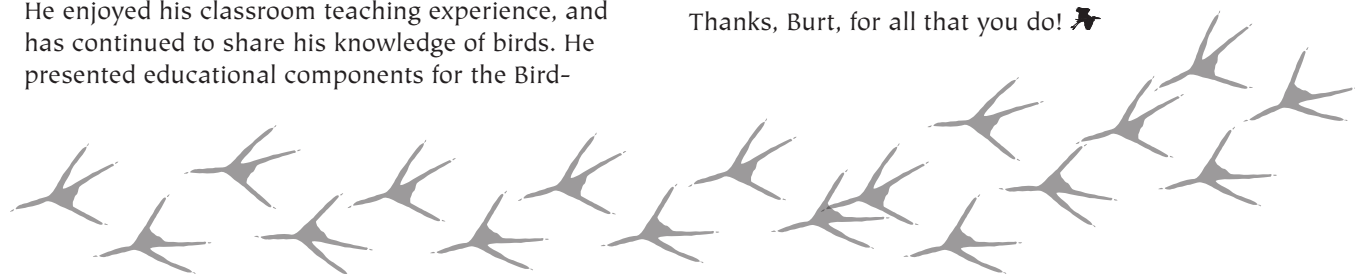 He enjoyed his classroom teaching experience, and
has continued to share his knowledge of birds. He
presented educational components for the Bird-
Thanks, Burt, for all that you do!